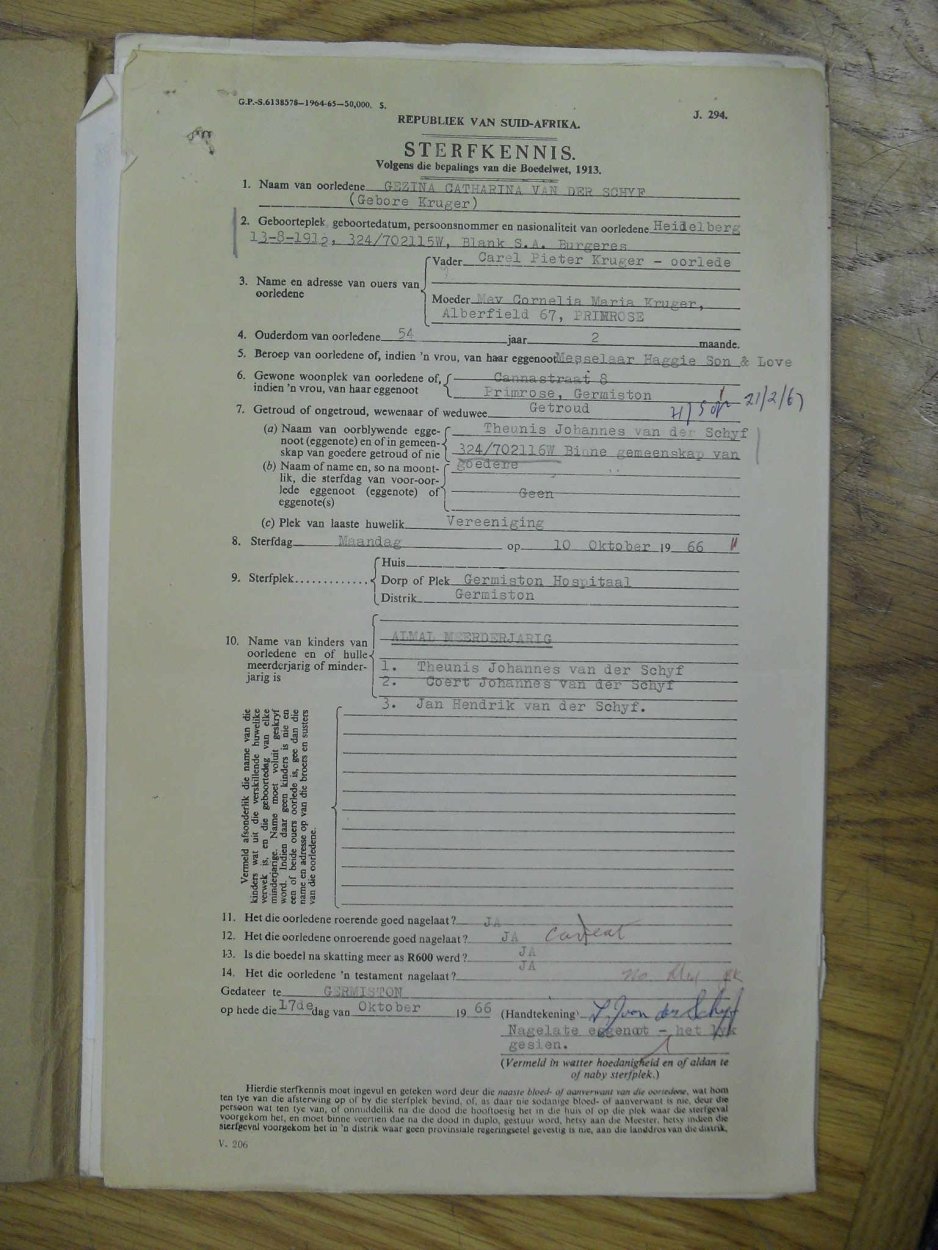 G.P.-S.6138578—1964-65—50,000. S.
J. 294.
REPUBLIEK VAN SUID-AFRIKA.
STERFKENNIS.
Volgens die bepalings van die Boedelwet, 1913.
1. Naam van oorledene GEZINA CATHARINA VAN DER SCHYF
(Gebore Kruger)
2. Geboorteplek, geboortedatum, persoonsnommer en nasionaliteit van oorledene Heidelberg
13-8-1912, 324/702115W, Blank S.A. Burgeres
Vader Carel Pieter Kruger - oorlede
3. Name en adresse van ouers van oorledene
Moeder Mev Cornelia Maria Kruger,
Alberfield 67, PRIMROSE
4. Ouderdom van oorledene 54 jaar 2 maande.
5. Beroep van oorledene of, indien 'n vrou, van haar eggenoot Messelaar Haggie Son & Love
6. Gewone woonplek van oorledene of, Cannastraat 8
indien 'n vrou, van haar eggenoot Primrose, Germiston
21/2/67
7. Getroud of ongetroud, wewenaar of weduwee Getroud
(a) Naam van oorblywende egge- Theunis Johannes van der Schyf
noot (eggenote) en of in gemeen-
skap van goedere getroud of nie 324/702116W Binne gemeenskap van
(b) Naam of name en, so na moont- goedere
lik, die sterfdag van voor-oor-
lede eggenoot (eggenote) of Geen
eggenote(s)
(c) Plek van laaste huwelik Vereeniging
8. Sterfdag Maandag op 10 Oktober 19 66
Huis
9. Sterfplek............. Dorp of Plek Germiston Hospitaal
Distrik Germiston
10. Name van kinders van ALMAL MEERDERJARIG
oorledene en of hulle
meerderjarig of minder- 1. Theunis Johannes van der Schyf
jarig is 2. Coert Johannes van der Schyf
3. Jan Hendrik van der Schyf.
Vermeld afsonderlik die name van die
kinders wat uit die verskillende huwelike
verwek is, en die geboortedag van elke
minderjarige. Name moet voluit geskryf
word. Indien daar geen kinders is nie en
een of beide ouers oorlede is, gee dan die
name en adresse op van die broers en susters
van die oorledene.
11. Het die oorledene roerende goed nagelaat? JA
12. Het die oorledene onroerende goed nagelaat? JA caveat
13. Is die boedel na skatting meer as R600 werd? JA
14. Het die oorledene 'n testament nagelaat? JA
Gedateer te GERMISTON
op hede die 17de dag van Oktober 19 66 (Handtekening) T. J van der Schyf
Nagelate eggenoot - het lyk
gesien.
(Vermeld in watter hoedanigheid en of aldan te
of naby sterfplek.)
Hierdie sterfkennis moet ingevul en geteken word deur die naaste bloed- of aanverwant van die oorledene, wat hom
ten tye van die afsterwing op of by die sterfplek bevind, of, as daar nie sodanige bloed- of aanverwant is nie, deur die
persoon wat ten tye van, of onmiddellik na die dood die hooftoesig het in die huis of op die plek waar die sterfgeval
voorgekom het, en moet binne veertien dae na die dood in duplo, gestuur word, hetsy aan die Meester, hetsy indien die
sterfgeval voorgekom het in 'n distrik waar geen provinsiale regeringsetel gevestig is nie, aan die landdros van die distrik,
V. 206